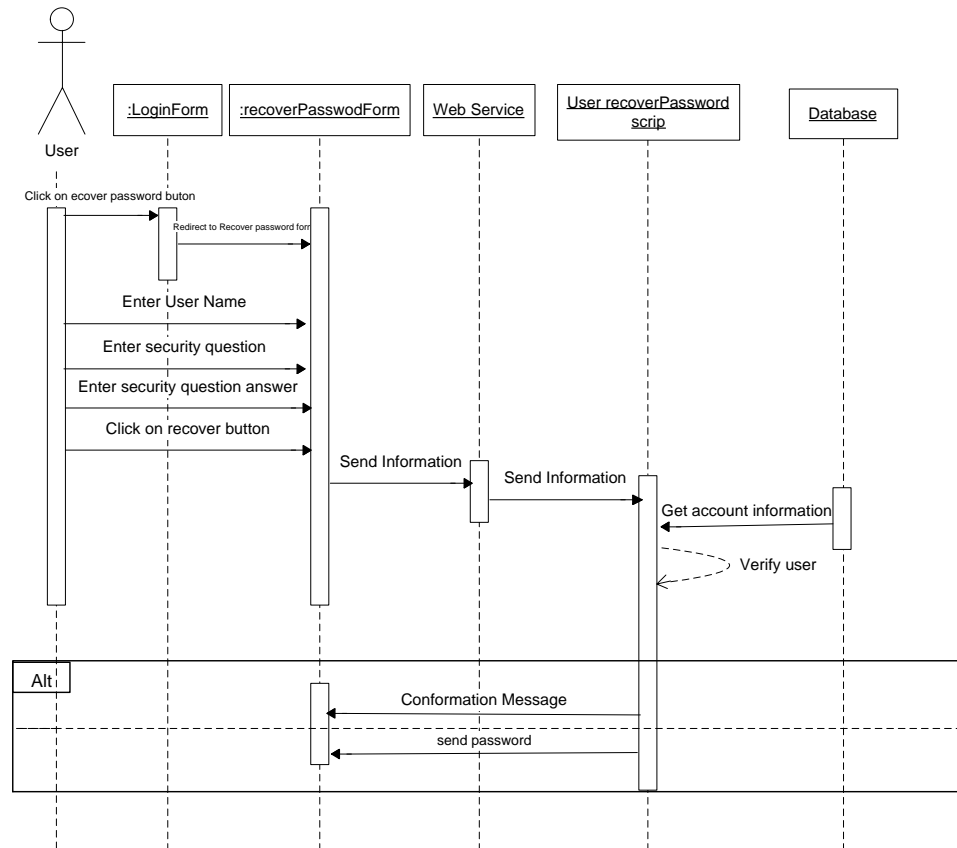 :LoginForm
:recoverPasswodForm
Web Service
User recoverPassword
scrip
Database
User
Click on ecover password buton
Redirect to Recover password forr
Enter User Name
Enter security question
Enter security question answer
Click on recover button
Send Information
Send Information
Get account information
Verify user
Alt
Conformation Message
send password